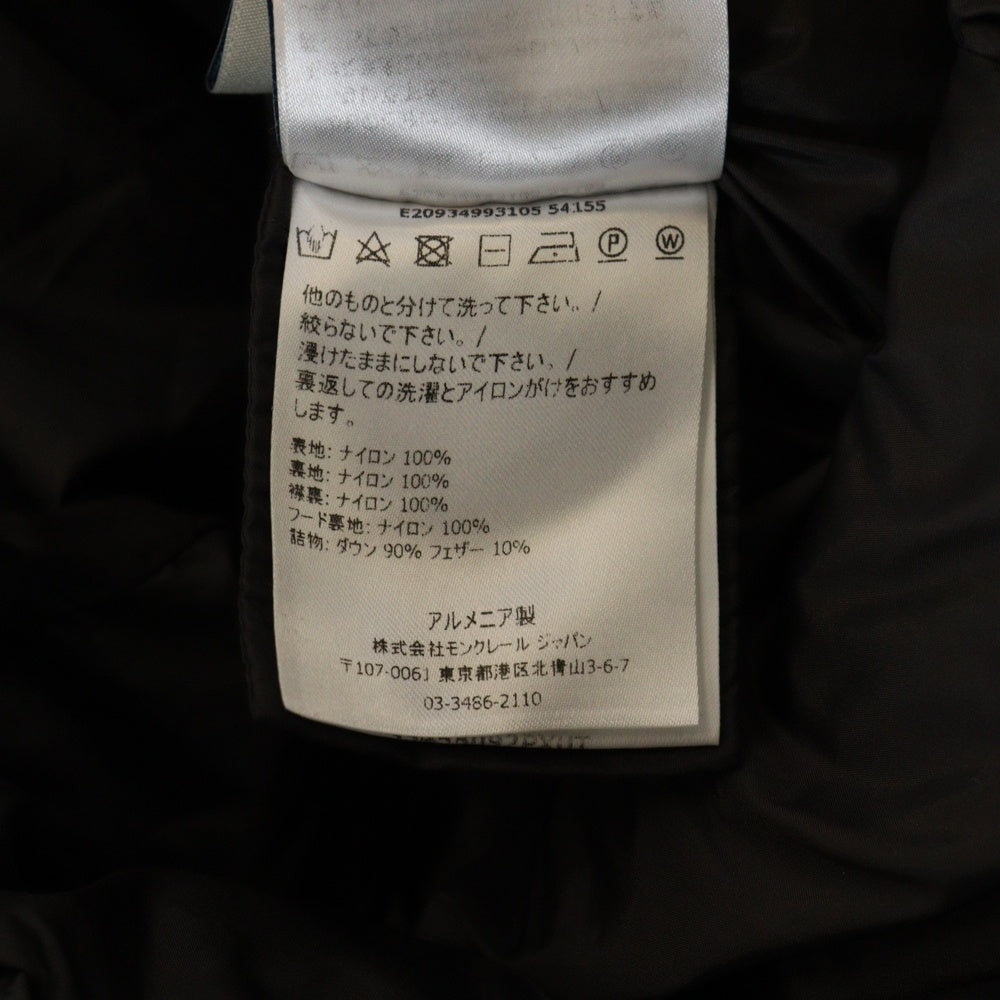 E20934993105 54155
P W
他のものと分けて洗って下さい。/
絞らないで下さい。/
浸けたままにしないで下さい。/
裏返しての洗濯とアイロンがけをおすすめ
します。
表地: ナイロン 100%
裏地: ナイロン 100%
襟裏: ナイロン 100%
フード裏地: ナイロン 100%
詰物: ダウン 90% フェザー 10%
アルメニア製
株式会社モンクレール ジャパン
〒107-0061 東京都港区北青山3-6-7
03-3486-2110